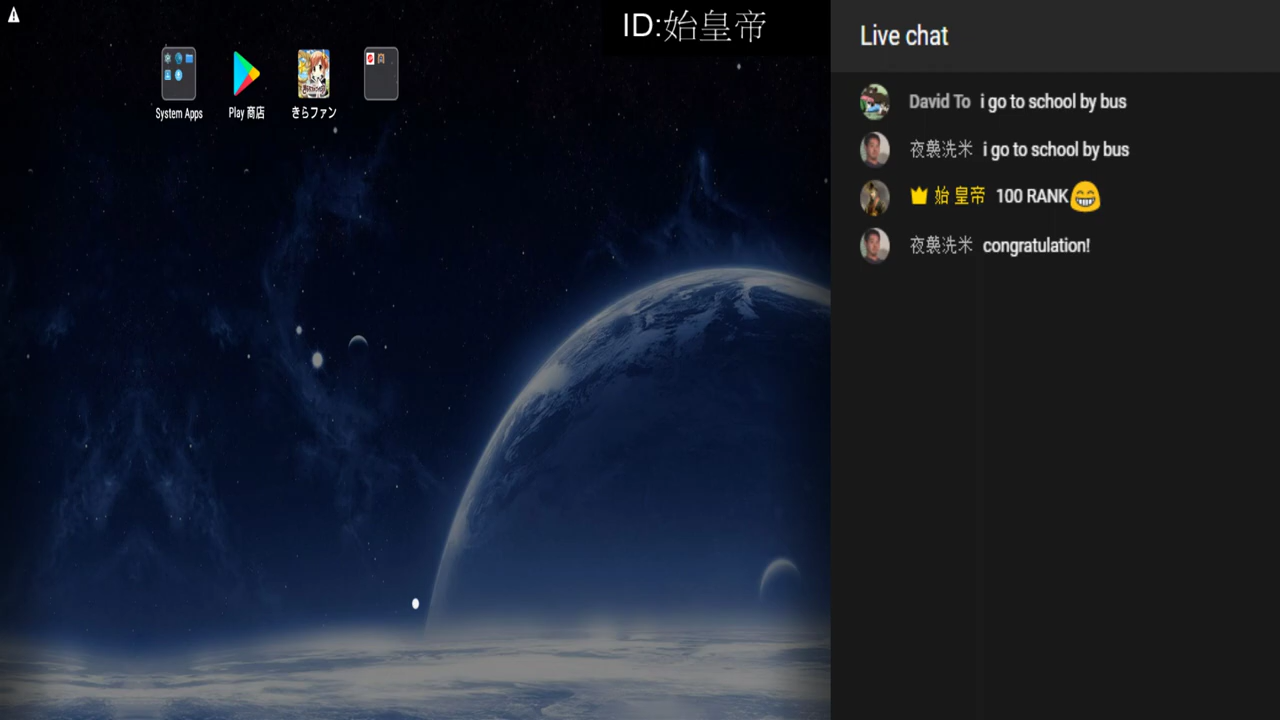 ID:始皇帝
System Apps
Play 商店
きらファン
Live chat
David To i go to school by bus
夜襲洗米 i go to school by bus
始 皇帝 100 RANK😁
夜襲洗米 congratulation!